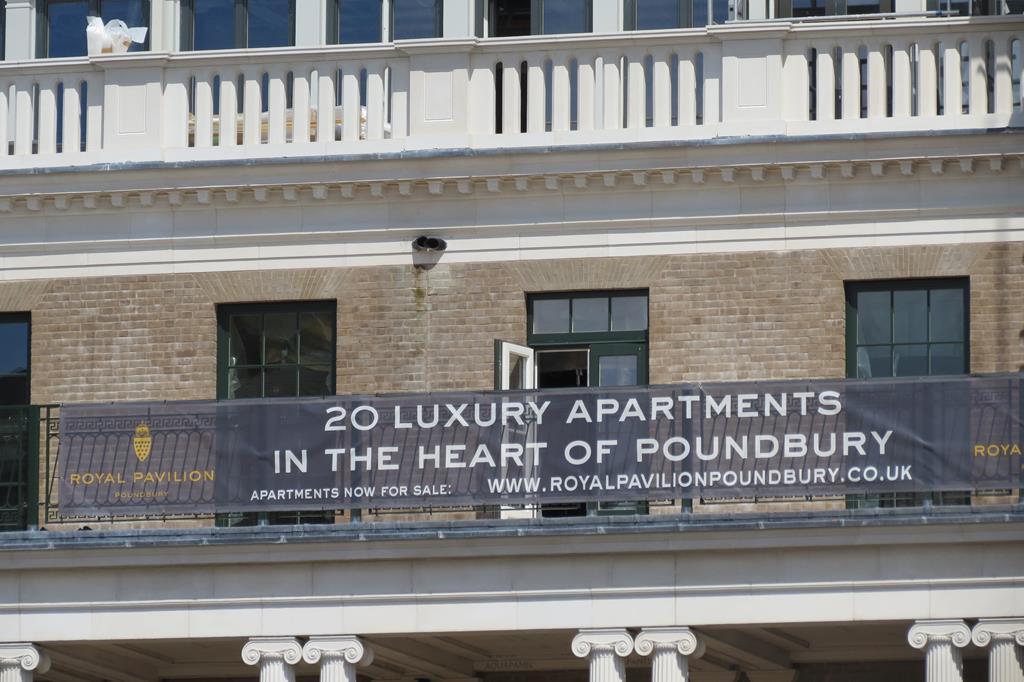 20 LUXURY APARTMENTS
IN THE HEART OF POUNDBURY
APARTMENTS NOW FOR SALE: WWW.ROYALPAVILIONPOUNDBURY.CO.UK
ROYAL PAVILION
POUNDBURY
ROYA